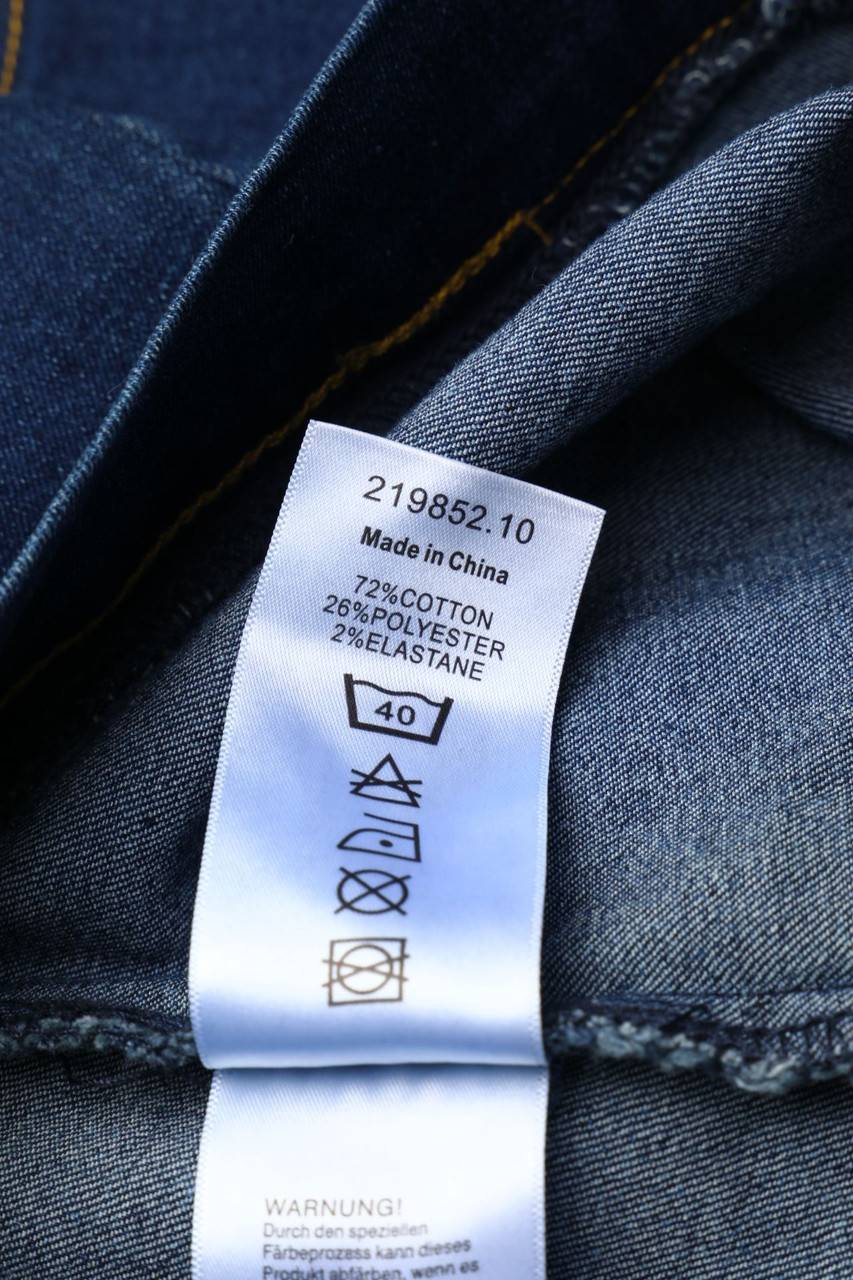 219852.10
Made in China
72%COTTON
26%POLYESTER
2%ELASTANE
40
WARNUNG!
Durch den speziellen
Färbeprozess kann dieses
Produkt abfärben, wenn es